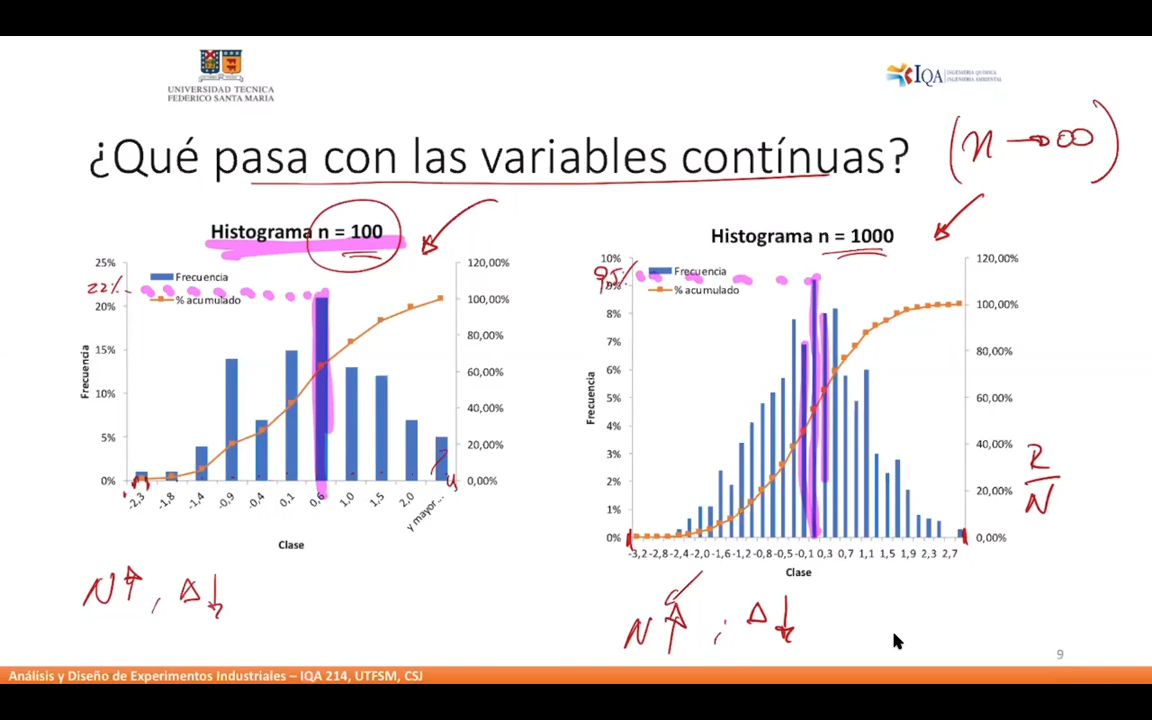 UNIVERSIDAD TECNICA
FEDERICO SANTA MARIA
IQA
INGENIERÍA QUÍMICA
INGENIERÍA AMBIENTAL
¿Qué pasa con las variables contínuas?
(n → ∞)
Histograma n = 100
25%
20%
15%
10%
5%
0%
22%
Frecuencia
% acumulado
120,00%
100,00%
80,00%
60,00%
40,00%
20,00%
0,00%
Frecuencia
-2,3
-1,8
-1,4
-0,9
-0,4
0,1
0,6
1,0
1,5
2,0
y mayor...
Clase
N↑, Δ↓
Histograma n = 1000
10%
8%
7%
6%
5%
4%
3%
2%
1%
0%
Frecuencia
% acumulado
120,00%
100,00%
80,00%
60,00%
40,00%
20,00%
0,00%
Frecuencia
-3,2 -2,8 -2,4 -2,0 -1,6 -1,2 -0,8 -0,5 -0,1 0,3 0,7 1,1 1,5 1,9 2,3 2,7
Clase
R
N
N↑ ; Δ↓
9
Análisis y Diseño de Experimentos Industriales – IQA 214, UTFSM, CSJ